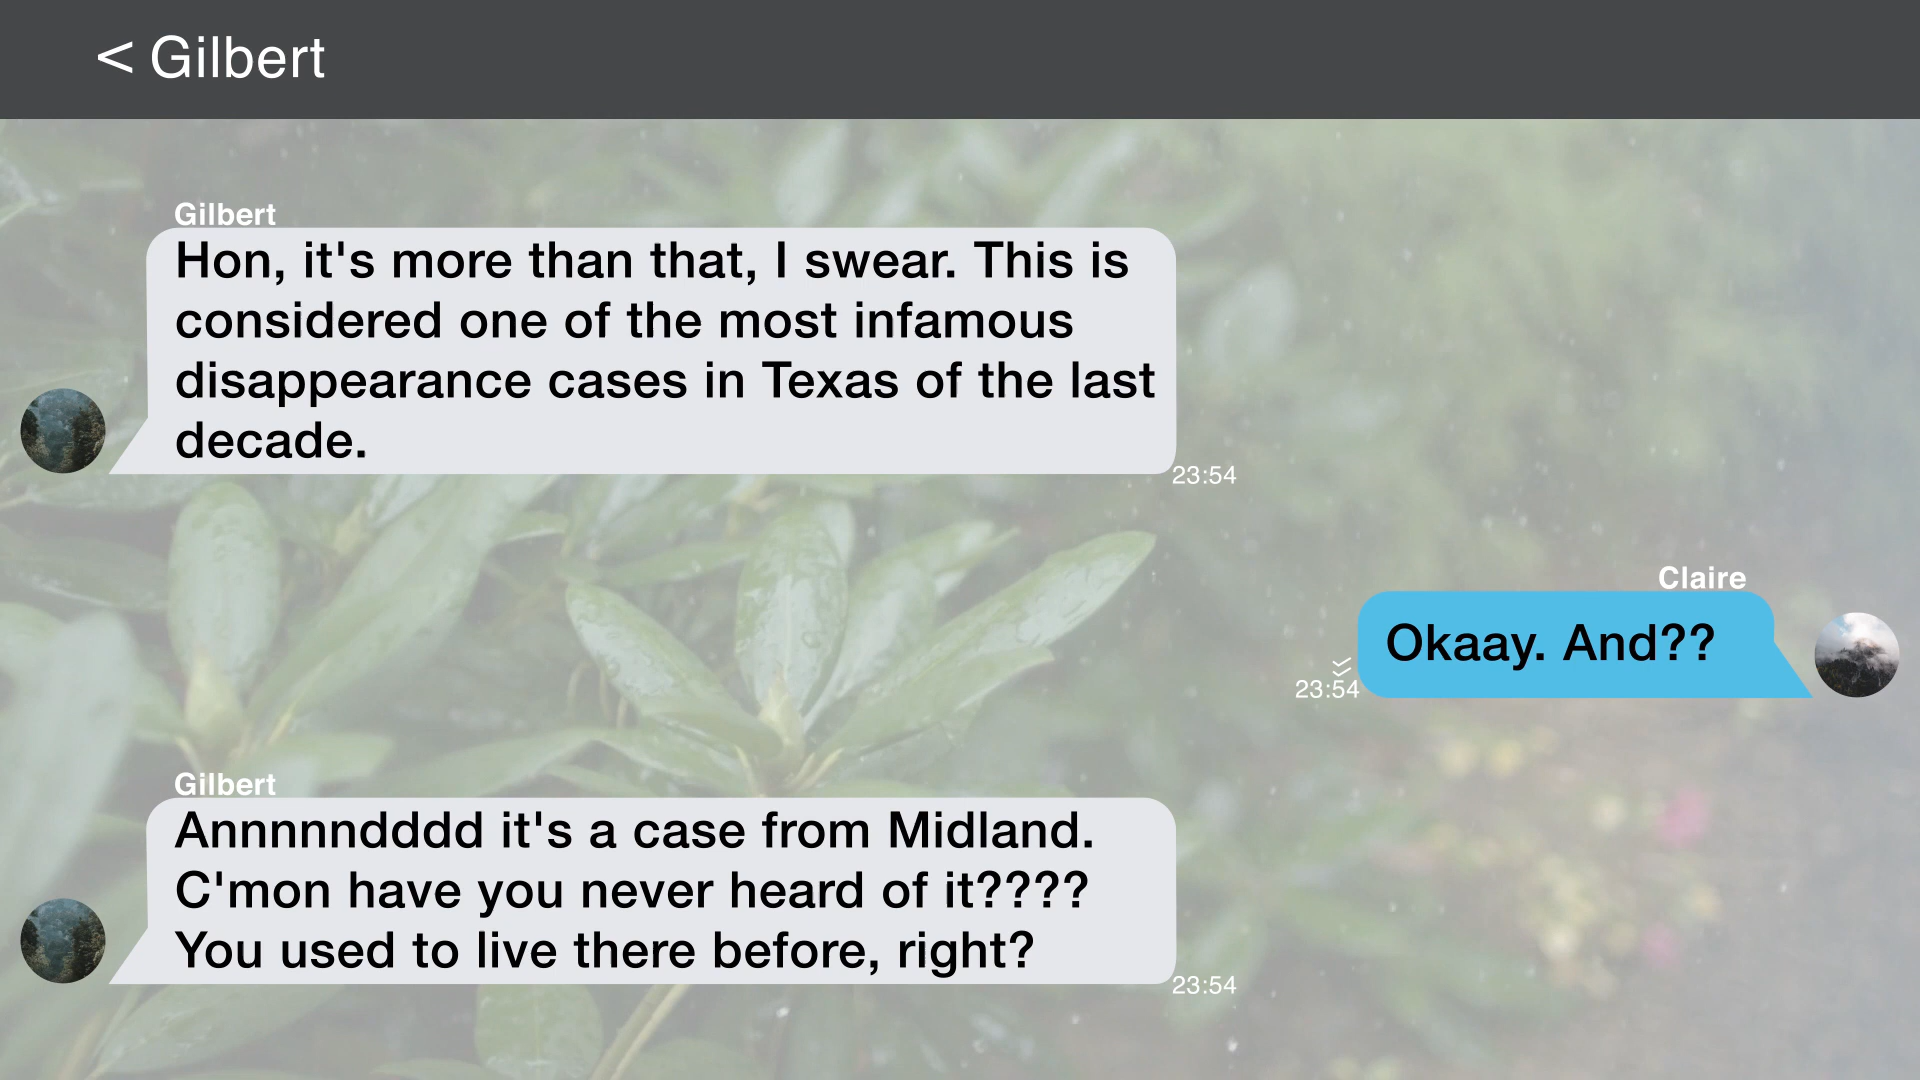 < Gilbert
Gilbert
Hon, it's more than that, I swear. This is
considered one of the most infamous
disappearance cases in Texas of the last
decade.
23:54
Claire
Okaay. And??
23:54
Gilbert
Annnnndddd it's a case from Midland.
C'mon have you never heard of it????
You used to live there before, right?
23:54